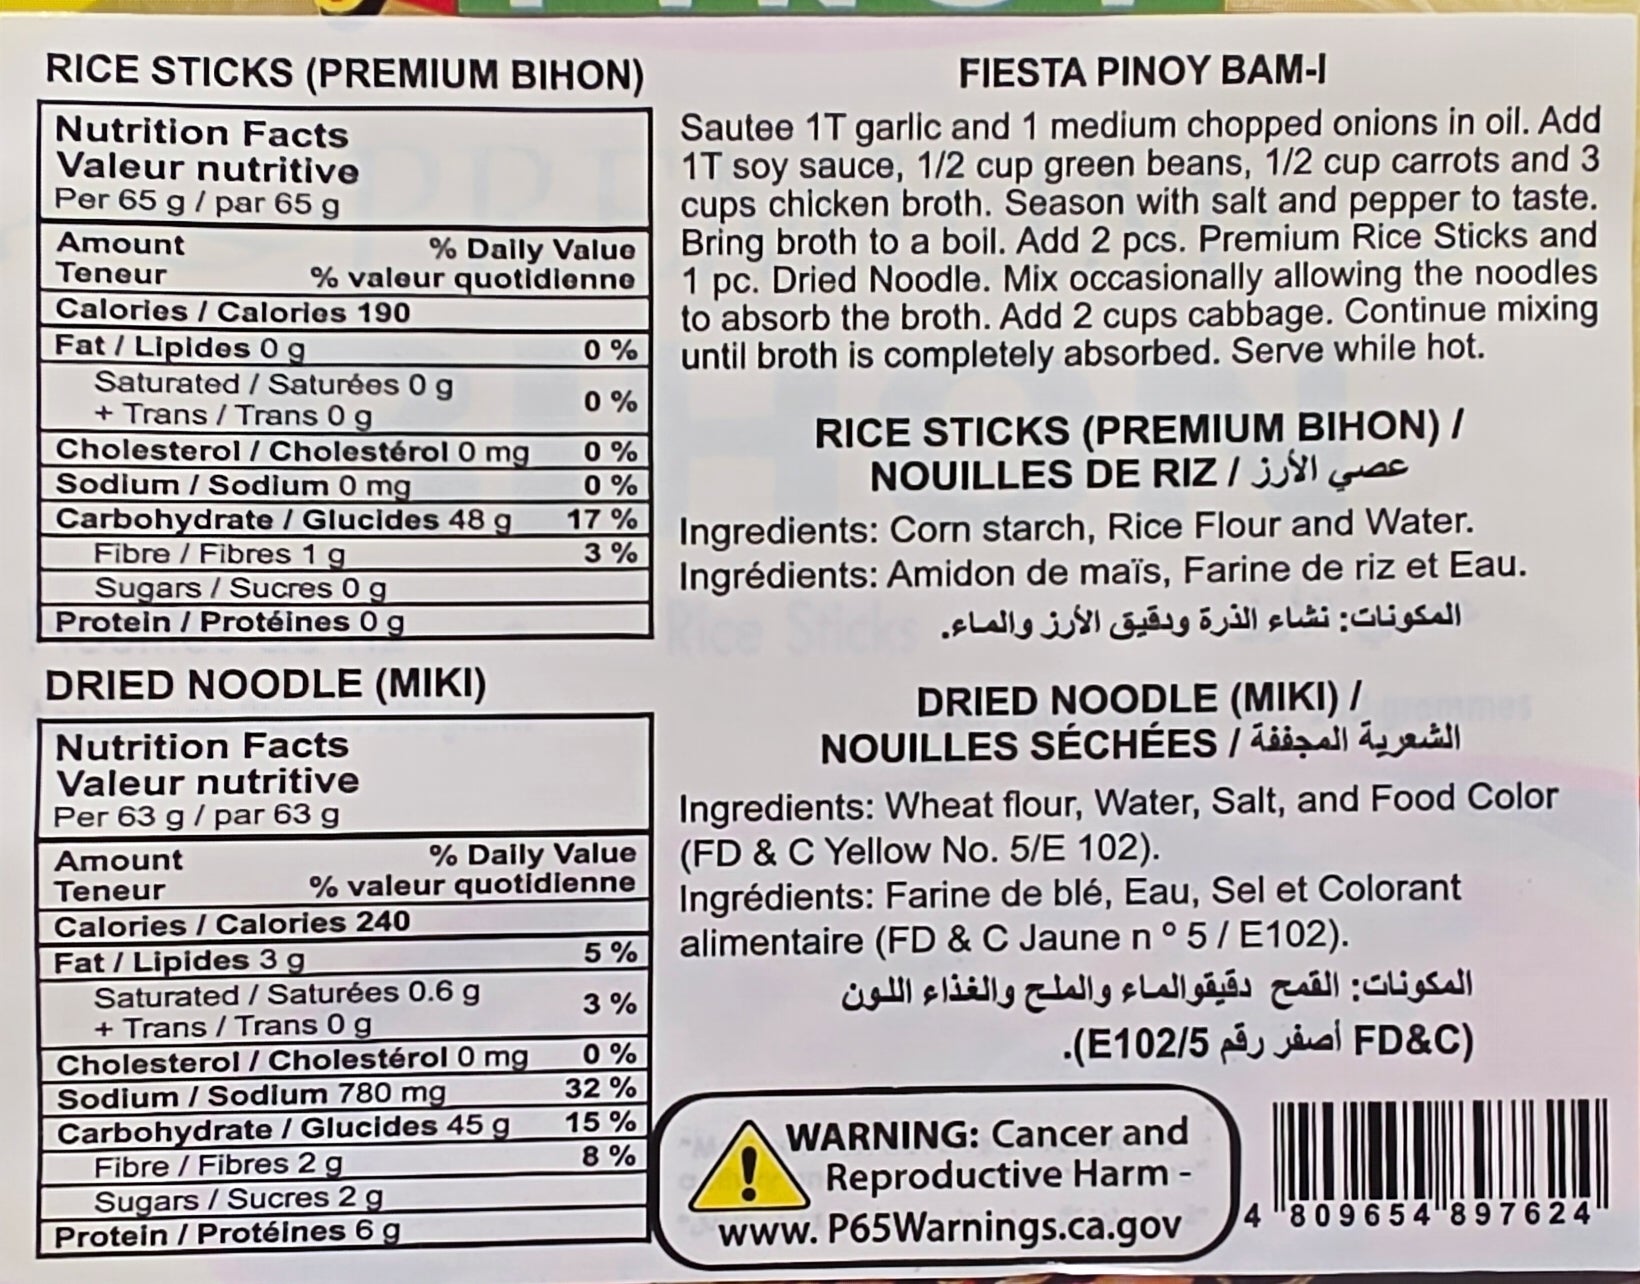 RICE STICKS (PREMIUM BIHON)
Nutrition Facts
Valeur nutritive
Per 65 g / par 65 g
Amount % Daily Value
Teneur % valeur quotidienne
Calories / Calories 190
Fat / Lipides 0 g 0 %
Saturated / Saturées 0 g
+ Trans / Trans 0 g 0 %
Cholesterol / Cholestérol 0 mg 0 %
Sodium / Sodium 0 mg 0 %
Carbohydrate / Glucides 48 g 17 %
Fibre / Fibres 1 g 3 %
Sugars / Sucres 0 g
Protein / Protéines 0 g
DRIED NOODLE (MIKI)
Nutrition Facts
Valeur nutritive
Per 63 g / par 63 g
Amount % Daily Value
Teneur % valeur quotidienne
Calories / Calories 240
Fat / Lipides 3 g 5 %
Saturated / Saturées 0.6 g
+ Trans / Trans 0 g 3 %
Cholesterol / Cholestérol 0 mg 0 %
Sodium / Sodium 780 mg 32 %
Carbohydrate / Glucides 45 g 15 %
Fibre / Fibres 2 g 8 %
Sugars / Sucres 2 g
Protein / Protéines 6 g
FIESTA PINOY BAM-I
Sautee 1T garlic and 1 medium chopped onions in oil. Add
1T soy sauce, 1/2 cup green beans, 1/2 cup carrots and 3
cups chicken broth. Season with salt and pepper to taste.
Bring broth to a boil. Add 2 pcs. Premium Rice Sticks and
1 pc. Dried Noodle. Mix occasionally allowing the noodles
to absorb the broth. Add 2 cups cabbage. Continue mixing
until broth is completely absorbed. Serve while hot.
RICE STICKS (PREMIUM BIHON) /
NOUILLES DE RIZ / عصي الأرز
Ingredients: Corn starch, Rice Flour and Water.
Ingrédients: Amidon de maïs, Farine de riz et Eau.
المكونات: نشاء الذرة ودقيق الأرز والماء.
DRIED NOODLE (MIKI) /
NOUILLES SÉCHÉES / الشعرية المجففة
Ingredients: Wheat flour, Water, Salt, and Food Color
(FD & C Yellow No. 5/E 102).
Ingrédients: Farine de blé, Eau, Sel et Colorant
alimentaire (FD & C Jaune n º 5 / E102).
المكونات: القمح دقيقوالماء والملح والغذاء اللون
(FD&C أصفر رقم 5/E102).
WARNING: Cancer and
Reproductive Harm -
www. P65Warnings.ca.gov
4 809654 897624